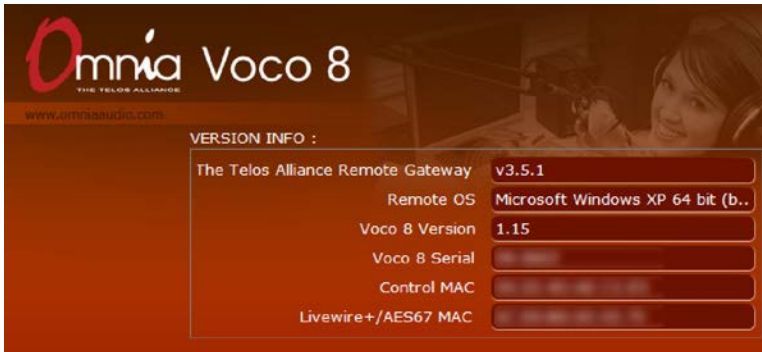 Omnia Voco 8
THE TELOS ALLIANCE
www.omniaaudio.com
VERSION INFO :
The Telos Alliance Remote Gateway v3.5.1
Remote OS Microsoft Windows XP 64 bit (b..
Voco 8 Version 1.15
Voco 8 Serial
Control MAC
Livewire+/AES67 MAC